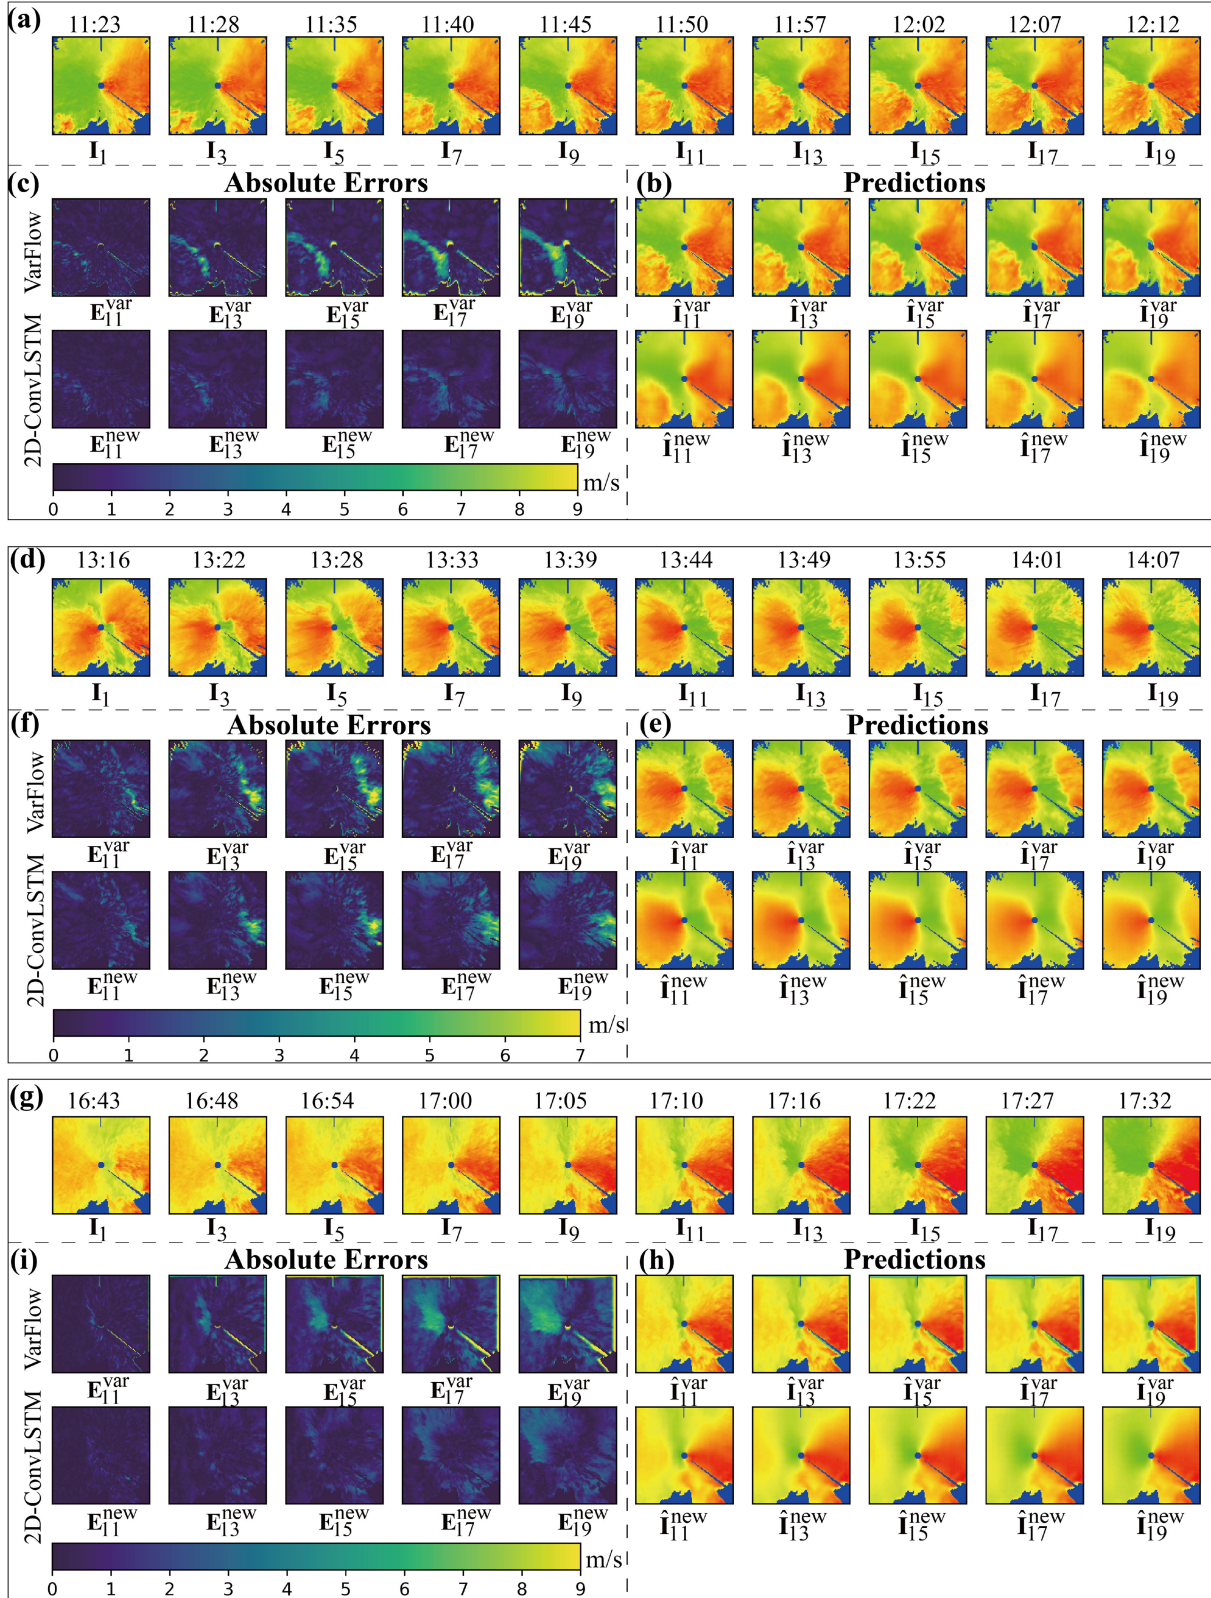 (a) 11:23 11:28 11:35 11:40 11:45 11:50 11:57 12:02 12:07 12:12
I1 I3 I5 I7 I9 I11 I13 I15 I17 I19
(c) Absolute Errors (b) Predictions
VarFlow
E11var E13var E15var E17var E19var Î11var Î13var Î15var Î17var Î19var
2D-ConvLSTM
E11new E13new E15new E17new E19new Î11new Î13new Î15new Î17new Î19new
m/s
0 1 2 3 4 5 6 7 8 9
(d) 13:16 13:22 13:28 13:33 13:39 13:44 13:49 13:55 14:01 14:07
I1 I3 I5 I7 I9 I11 I13 I15 I17 I19
(f) Absolute Errors (e) Predictions
VarFlow
E11var E13var E15var E17var E19var Î11var Î13var Î15var Î17var Î19var
2D-ConvLSTM
E11new E13new E15new E17new E19new Î11new Î13new Î15new Î17new Î19new
m/s
0 1 2 3 4 5 6 7
(g) 16:43 16:48 16:54 17:00 17:05 17:10 17:16 17:22 17:27 17:32
I1 I3 I5 I7 I9 I11 I13 I15 I17 I19
(i) Absolute Errors (h) Predictions
VarFlow
E11var E13var E15var E17var E19var Î11var Î13var Î15var Î17var Î19var
2D-ConvLSTM
E11new E13new E15new E17new E19new Î11new Î13new Î15new Î17new Î19new
m/s
0 1 2 3 4 5 6 7 8 9